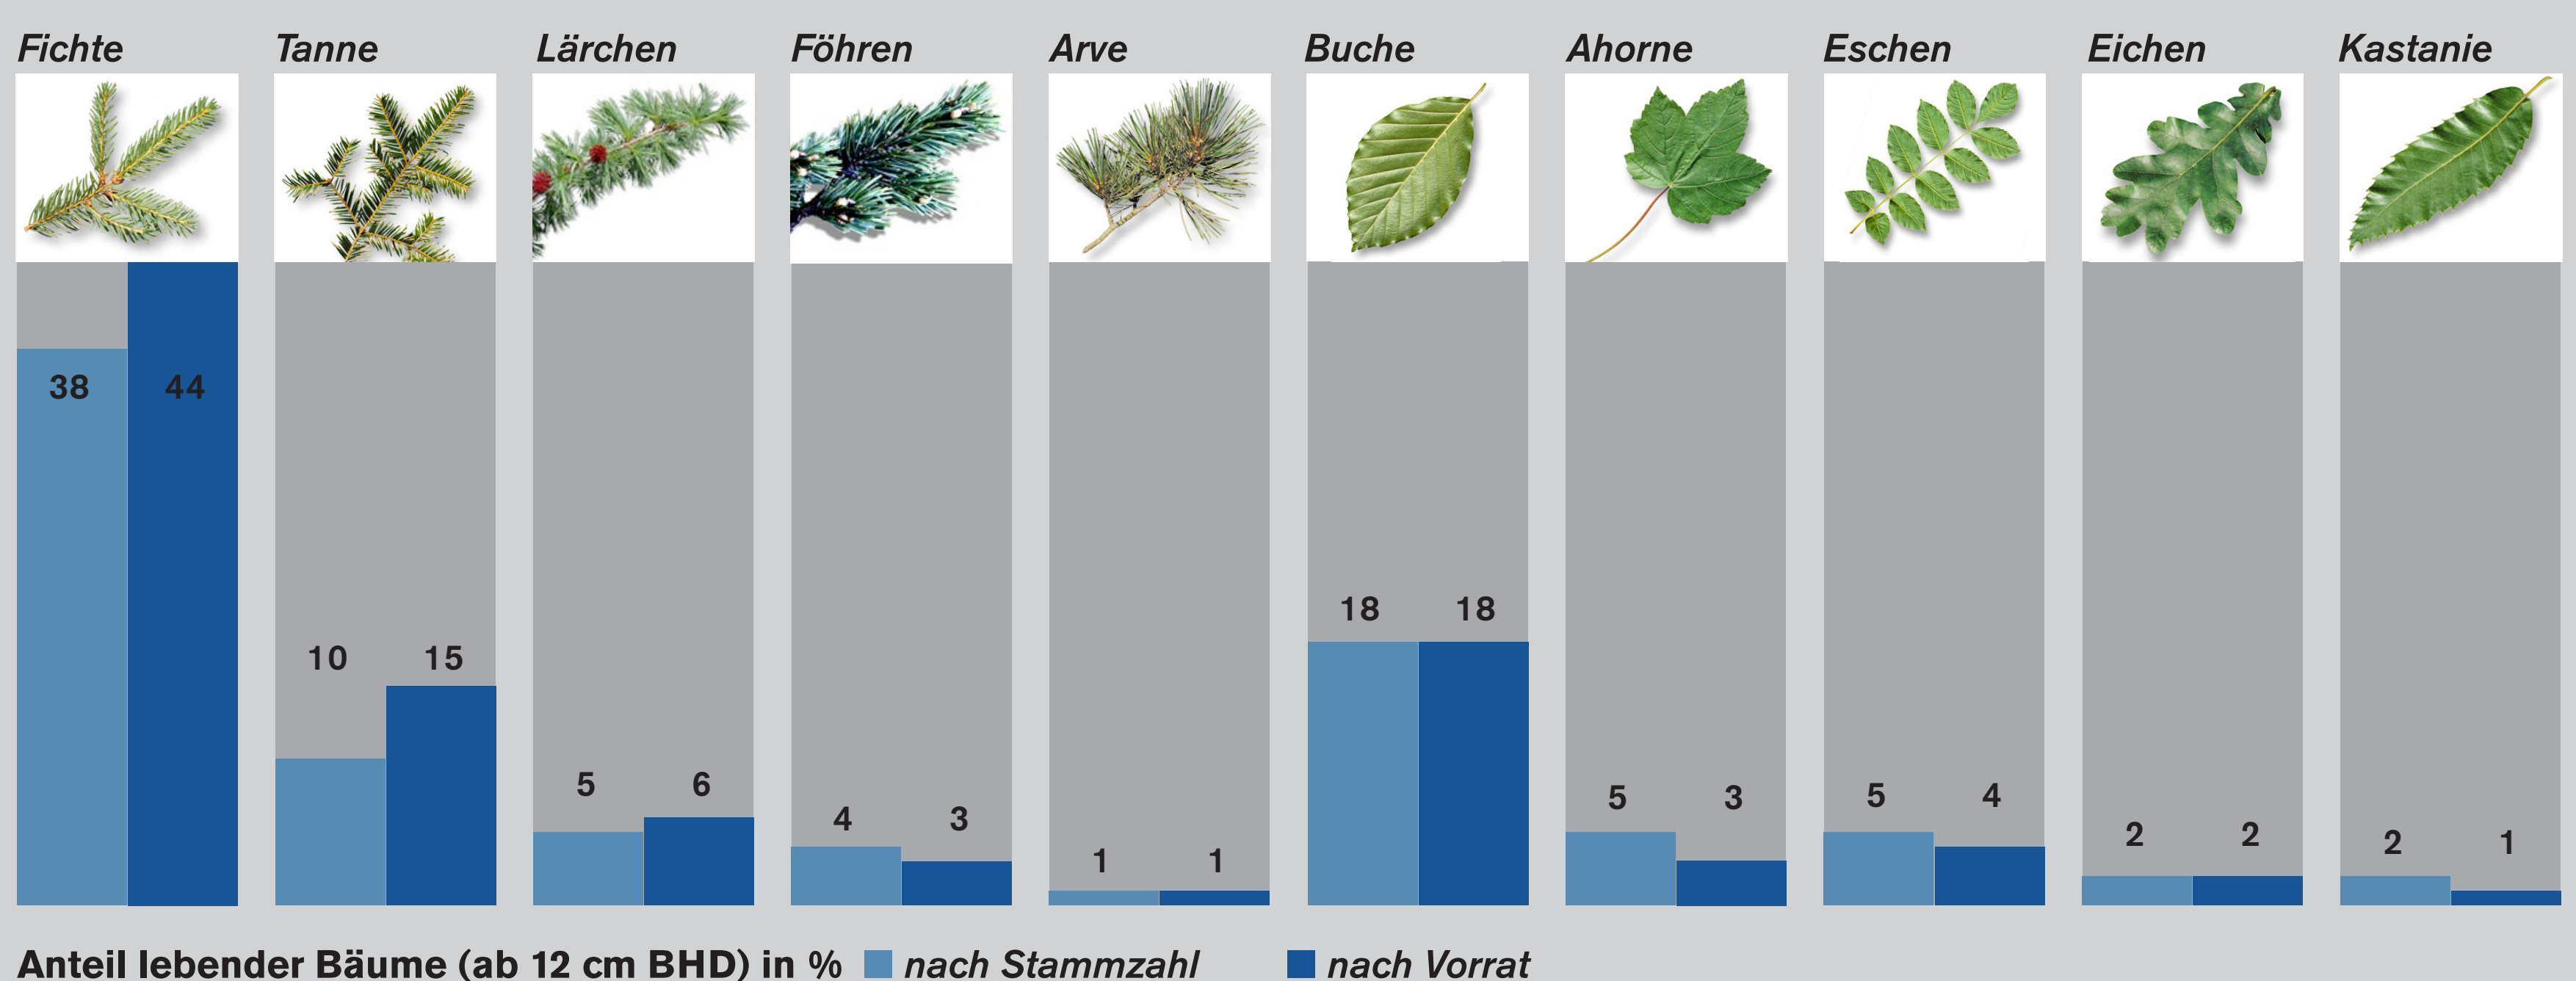 Fichte
Tanne
Lärchen
Föhren
Arve
Buche
Ahorne
Eschen
Eichen
Kastanie
38 44
10 15
5 6
4 3
1 1
18 18
5 3
5 4
2 2
2 1
Anteil lebender Bäume (ab 12 cm BHD) in % nach Stammzahl nach Vorrat